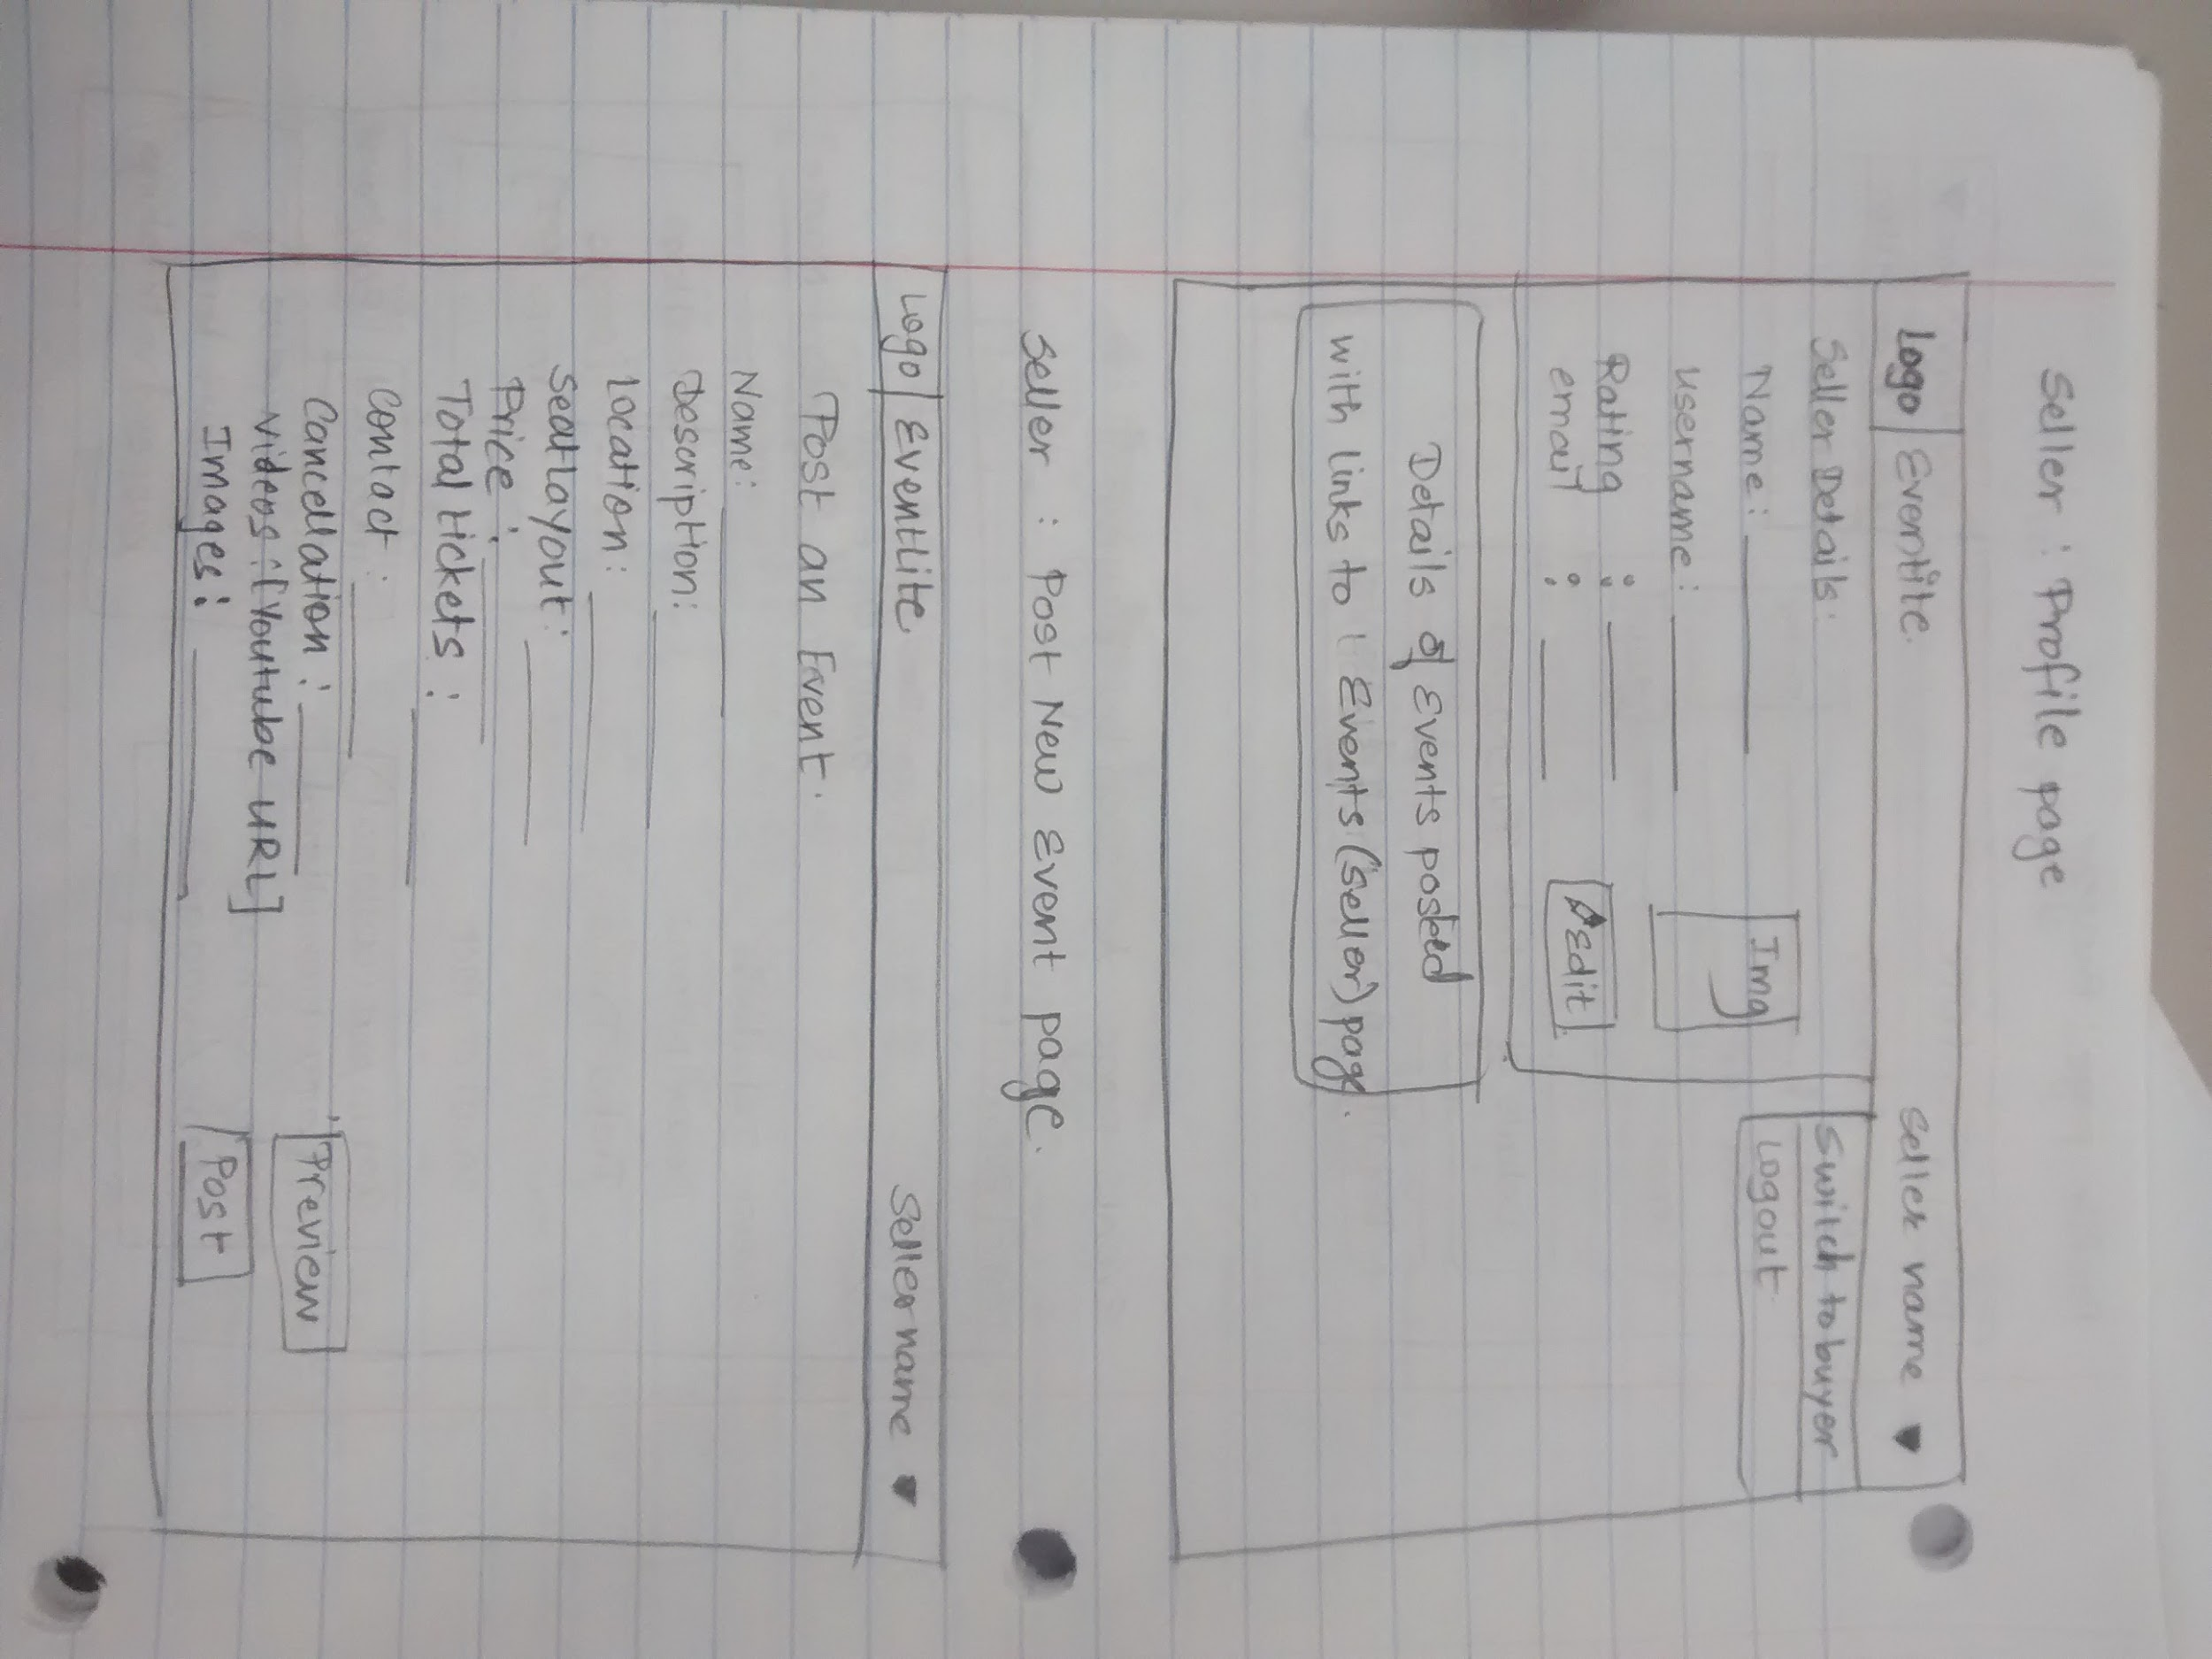 Seller : Profile page
Logo Eventlite. Seller name ▼
Seller Details: Switch to buyer
Name: Img Logout
username:
Rating :
email : Edit
Details of Events posted
with links to Events (seller) page.
Seller : Post New Event page.
Logo EventLite. Seller name ▼
Post an Event.
Name:
Description:
Location:
SeatLayout:
Price :
Total tickets :
Contact :
Cancellation : Preview
Videos : [Youtube URL]
Images : Post